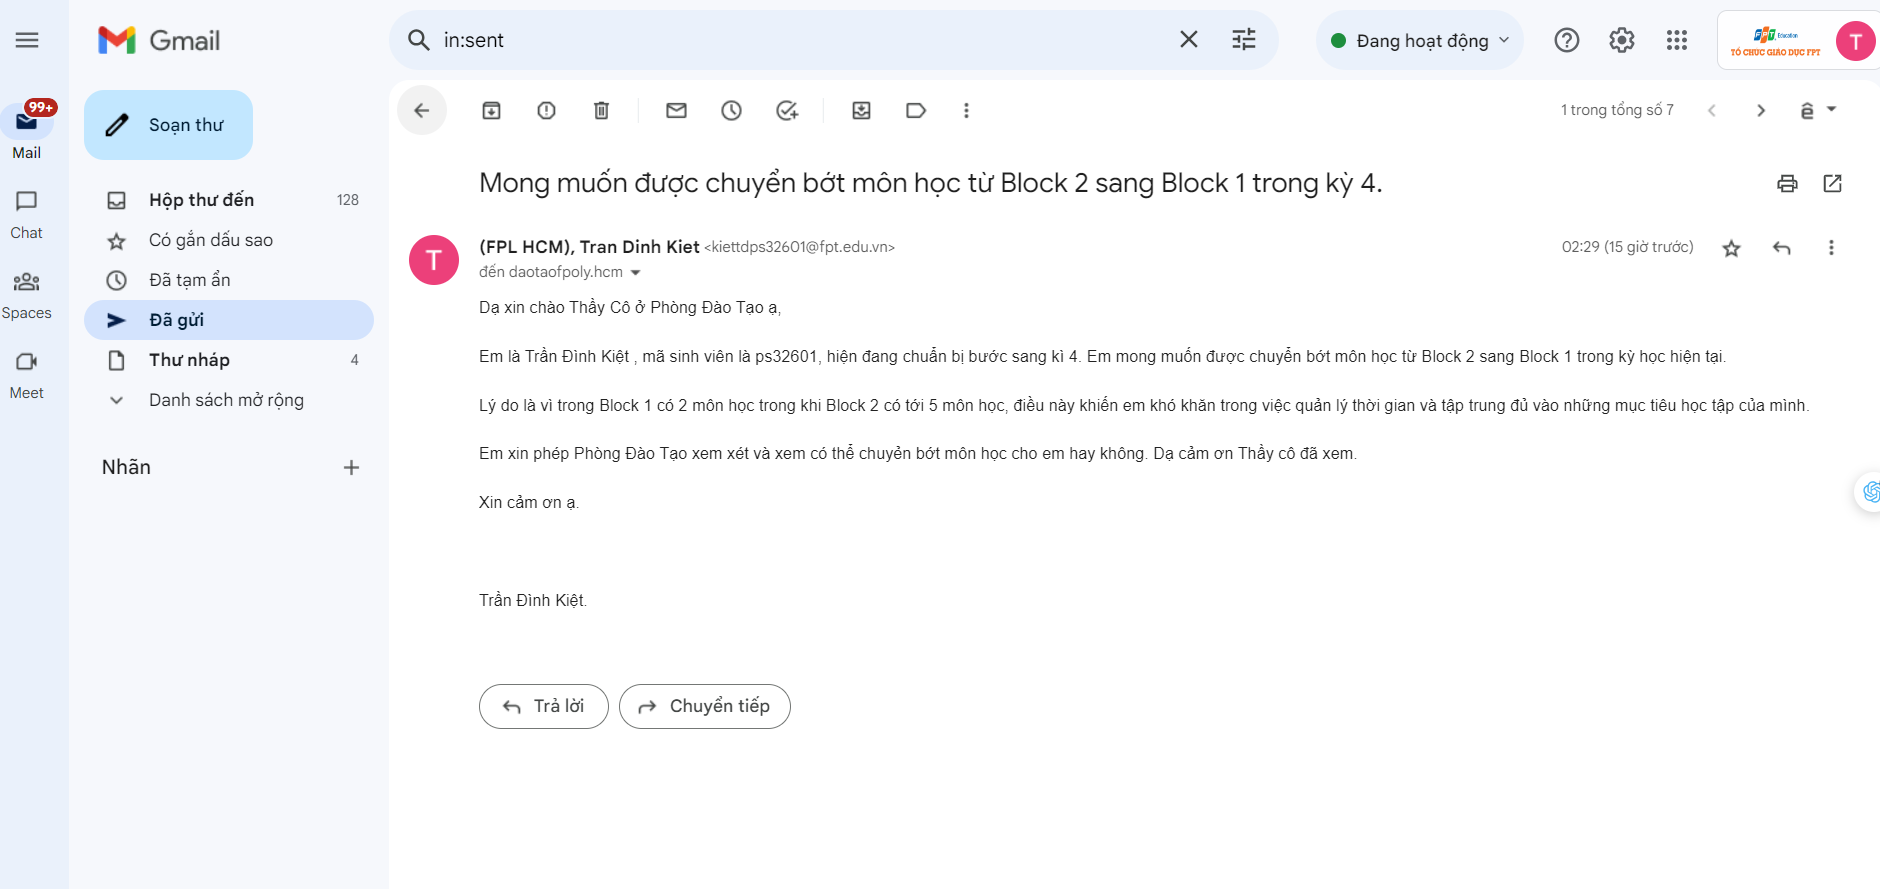 Gmail
in:sent
Đang hoạt động
FPT Education
TỔ CHỨC GIÁO DỤC FPT
T
99+
Mail
Chat
Spaces
Meet
Soạn thư
Hộp thư đến 128
Có gắn dấu sao
Đã tạm ẩn
Đã gửi
Thư nháp 4
Danh sách mở rộng
Nhãn
1 trong tổng số 7
ê
Mong muốn được chuyển bớt môn học từ Block 2 sang Block 1 trong kỳ 4.
T
(FPL HCM), Tran Dinh Kiet <kiettdps32601@fpt.edu.vn>
02:29 (15 giờ trước)
đến daotaofpoly.hcm
Dạ xin chào Thầy Cô ở Phòng Đào Tạo ạ,
Em là Trần Đình Kiệt , mã sinh viên là ps32601, hiện đang chuẩn bị bước sang kì 4. Em mong muốn được chuyển bớt môn học từ Block 2 sang Block 1 trong kỳ học hiện tại.
Lý do là vì trong Block 1 có 2 môn học trong khi Block 2 có tới 5 môn học, điều này khiến em khó khăn trong việc quản lý thời gian và tập trung đủ vào những mục tiêu học tập của mình.
Em xin phép Phòng Đào Tạo xem xét và xem có thể chuyển bớt môn học cho em hay không. Dạ cảm ơn Thầy cô đã xem.
Xin cảm ơn ạ.
Trần Đình Kiệt.
Trả lời
Chuyển tiếp